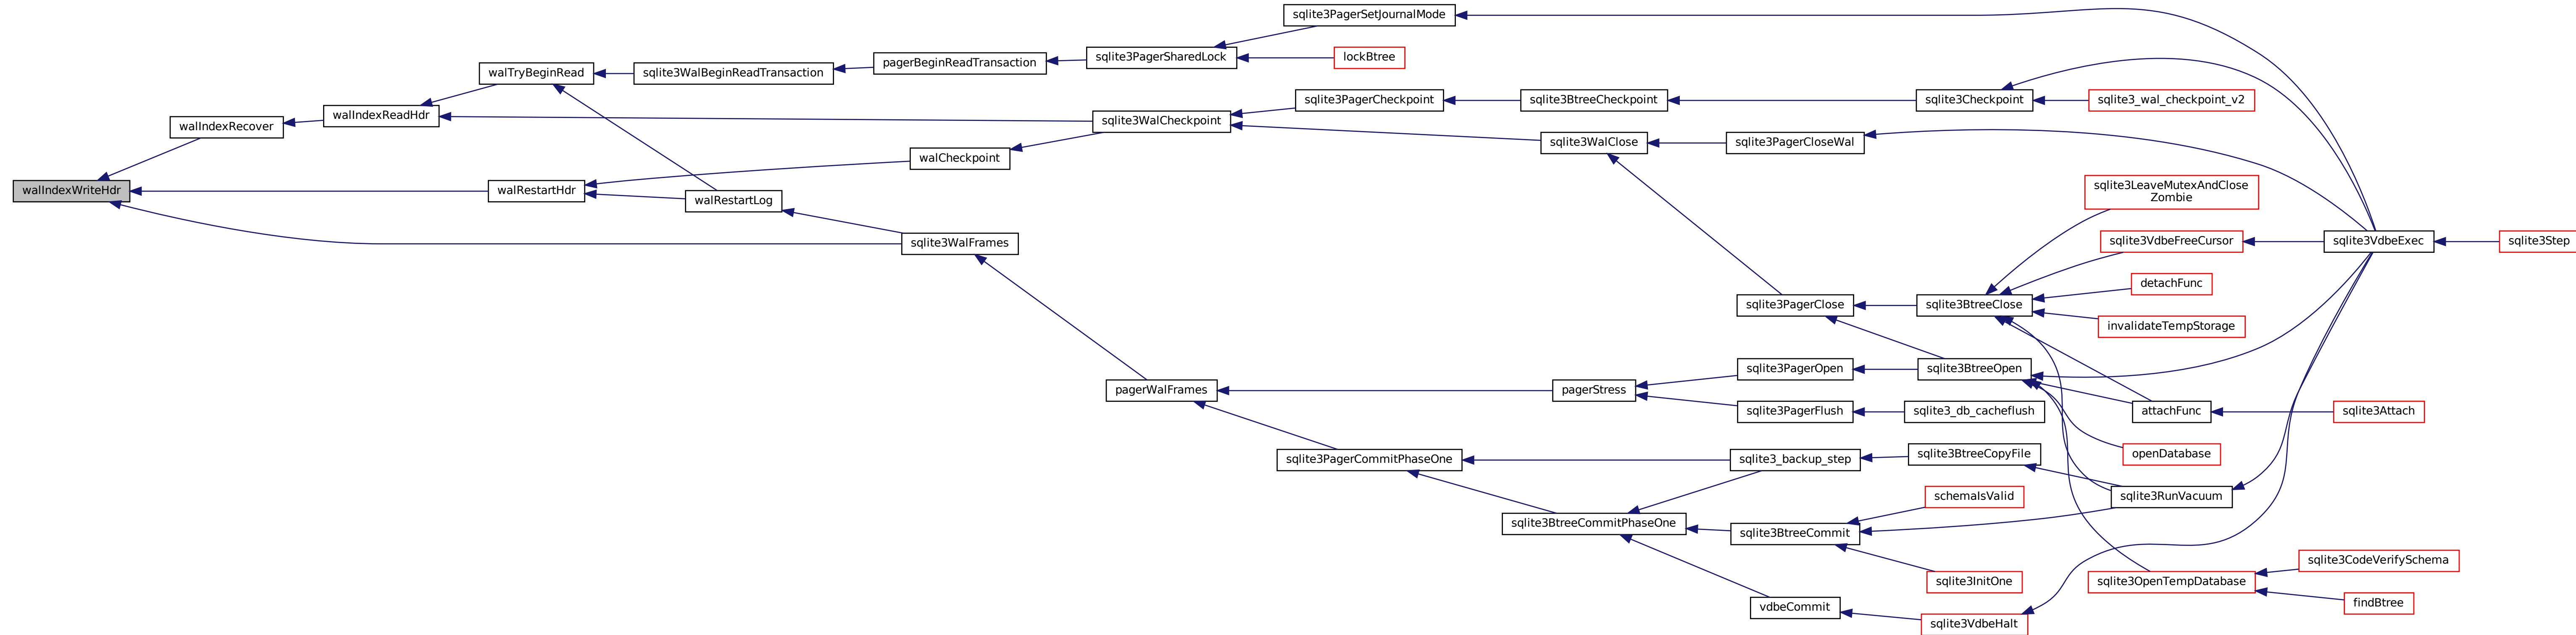 sqlite3PagerSetJournalMode
sqlite3PagerSharedLock
lockBtree
pagerBeginReadTransaction
walTryBeginRead
sqlite3WalBeginReadTransaction
sqlite3PagerCheckpoint
sqlite3BtreeCheckpoint
sqlite3Checkpoint
sqlite3_wal_checkpoint_v2
walIndexReadHdr
sqlite3WalCheckpoint
walIndexRecover
sqlite3WalClose
sqlite3PagerCloseWal
walCheckpoint
walIndexWriteHdr
walRestartHdr
sqlite3LeaveMutexAndClose
Zombie
walRestartLog
sqlite3WalFrames
sqlite3VdbeFreeCursor
sqlite3VdbeExec
sqlite3Step
detachFunc
sqlite3PagerClose
sqlite3BtreeClose
invalidateTempStorage
sqlite3PagerOpen
sqlite3BtreeOpen
pagerWalFrames
pagerStress
sqlite3PagerFlush
sqlite3_db_cacheflush
attachFunc
sqlite3Attach
openDatabase
sqlite3PagerCommitPhaseOne
sqlite3_backup_step
sqlite3BtreeCopyFile
schemaIsValid
sqlite3RunVacuum
sqlite3BtreeCommitPhaseOne
sqlite3BtreeCommit
sqlite3CodeVerifySchema
sqlite3InitOne
sqlite3OpenTempDatabase
findBtree
vdbeCommit
sqlite3VdbeHalt